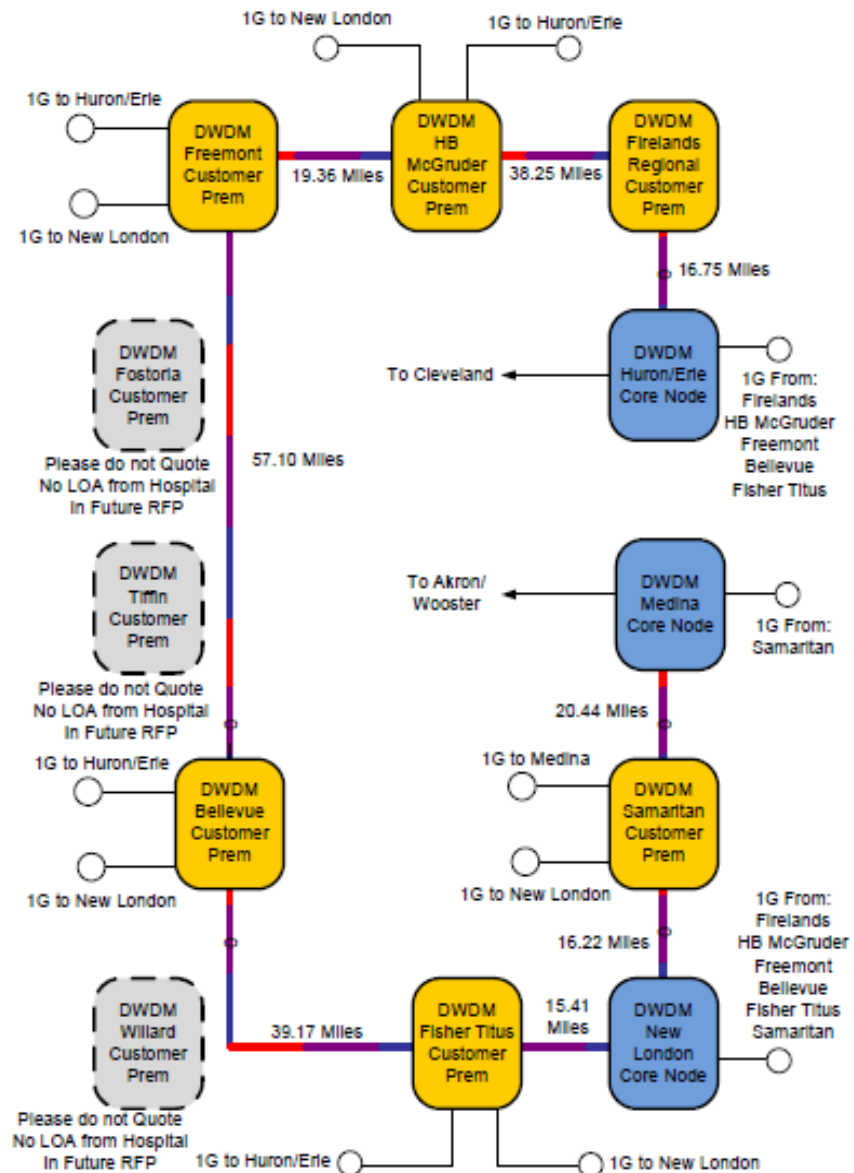 1G to New London
1G to Huron/Erie
1G to Huron/Erie
DWDM
Freemont
Customer
Prem
19.36 Miles
DWDM
HB
McGruder
Customer
Prem
38.25 Miles
DWDM
Firelands
Regional
Customer
Prem
1G to New London
16.75 Miles
DWDM
Fostoria
Customer
Prem
Please do not Quote
No LOA from Hospital
In Future RFP
57.10 Miles
To Cleveland
DWDM
Huron/Erie
Core Node
1G From:
Firelands
HB McGruder
Freemont
Bellevue
Fisher Titus
DWDM
Tiffin
Customer
Prem
Please do not Quote
No LOA from Hospital
In Future RFP
To Akron/
Wooster
DWDM
Medina
Core Node
1G From:
Samaritan
20.44 Miles
1G to Huron/Erie
DWDM
Bellevue
Customer
Prem
1G to New London
1G to Medina
DWDM
Samaritan
Customer
Prem
1G to New London
16.22 Miles
1G From:
Firelands
HB McGruder
Freemont
Bellevue
Fisher Titus
Samaritan
DWDM
Willard
Customer
Prem
Please do not Quote
No LOA from Hospital
In Future RFP
39.17 Miles
DWDM
Fisher Titus
Customer
Prem
15.41
Miles
DWDM
New
London
Core Node
1G to Huron/Erie
1G to New London